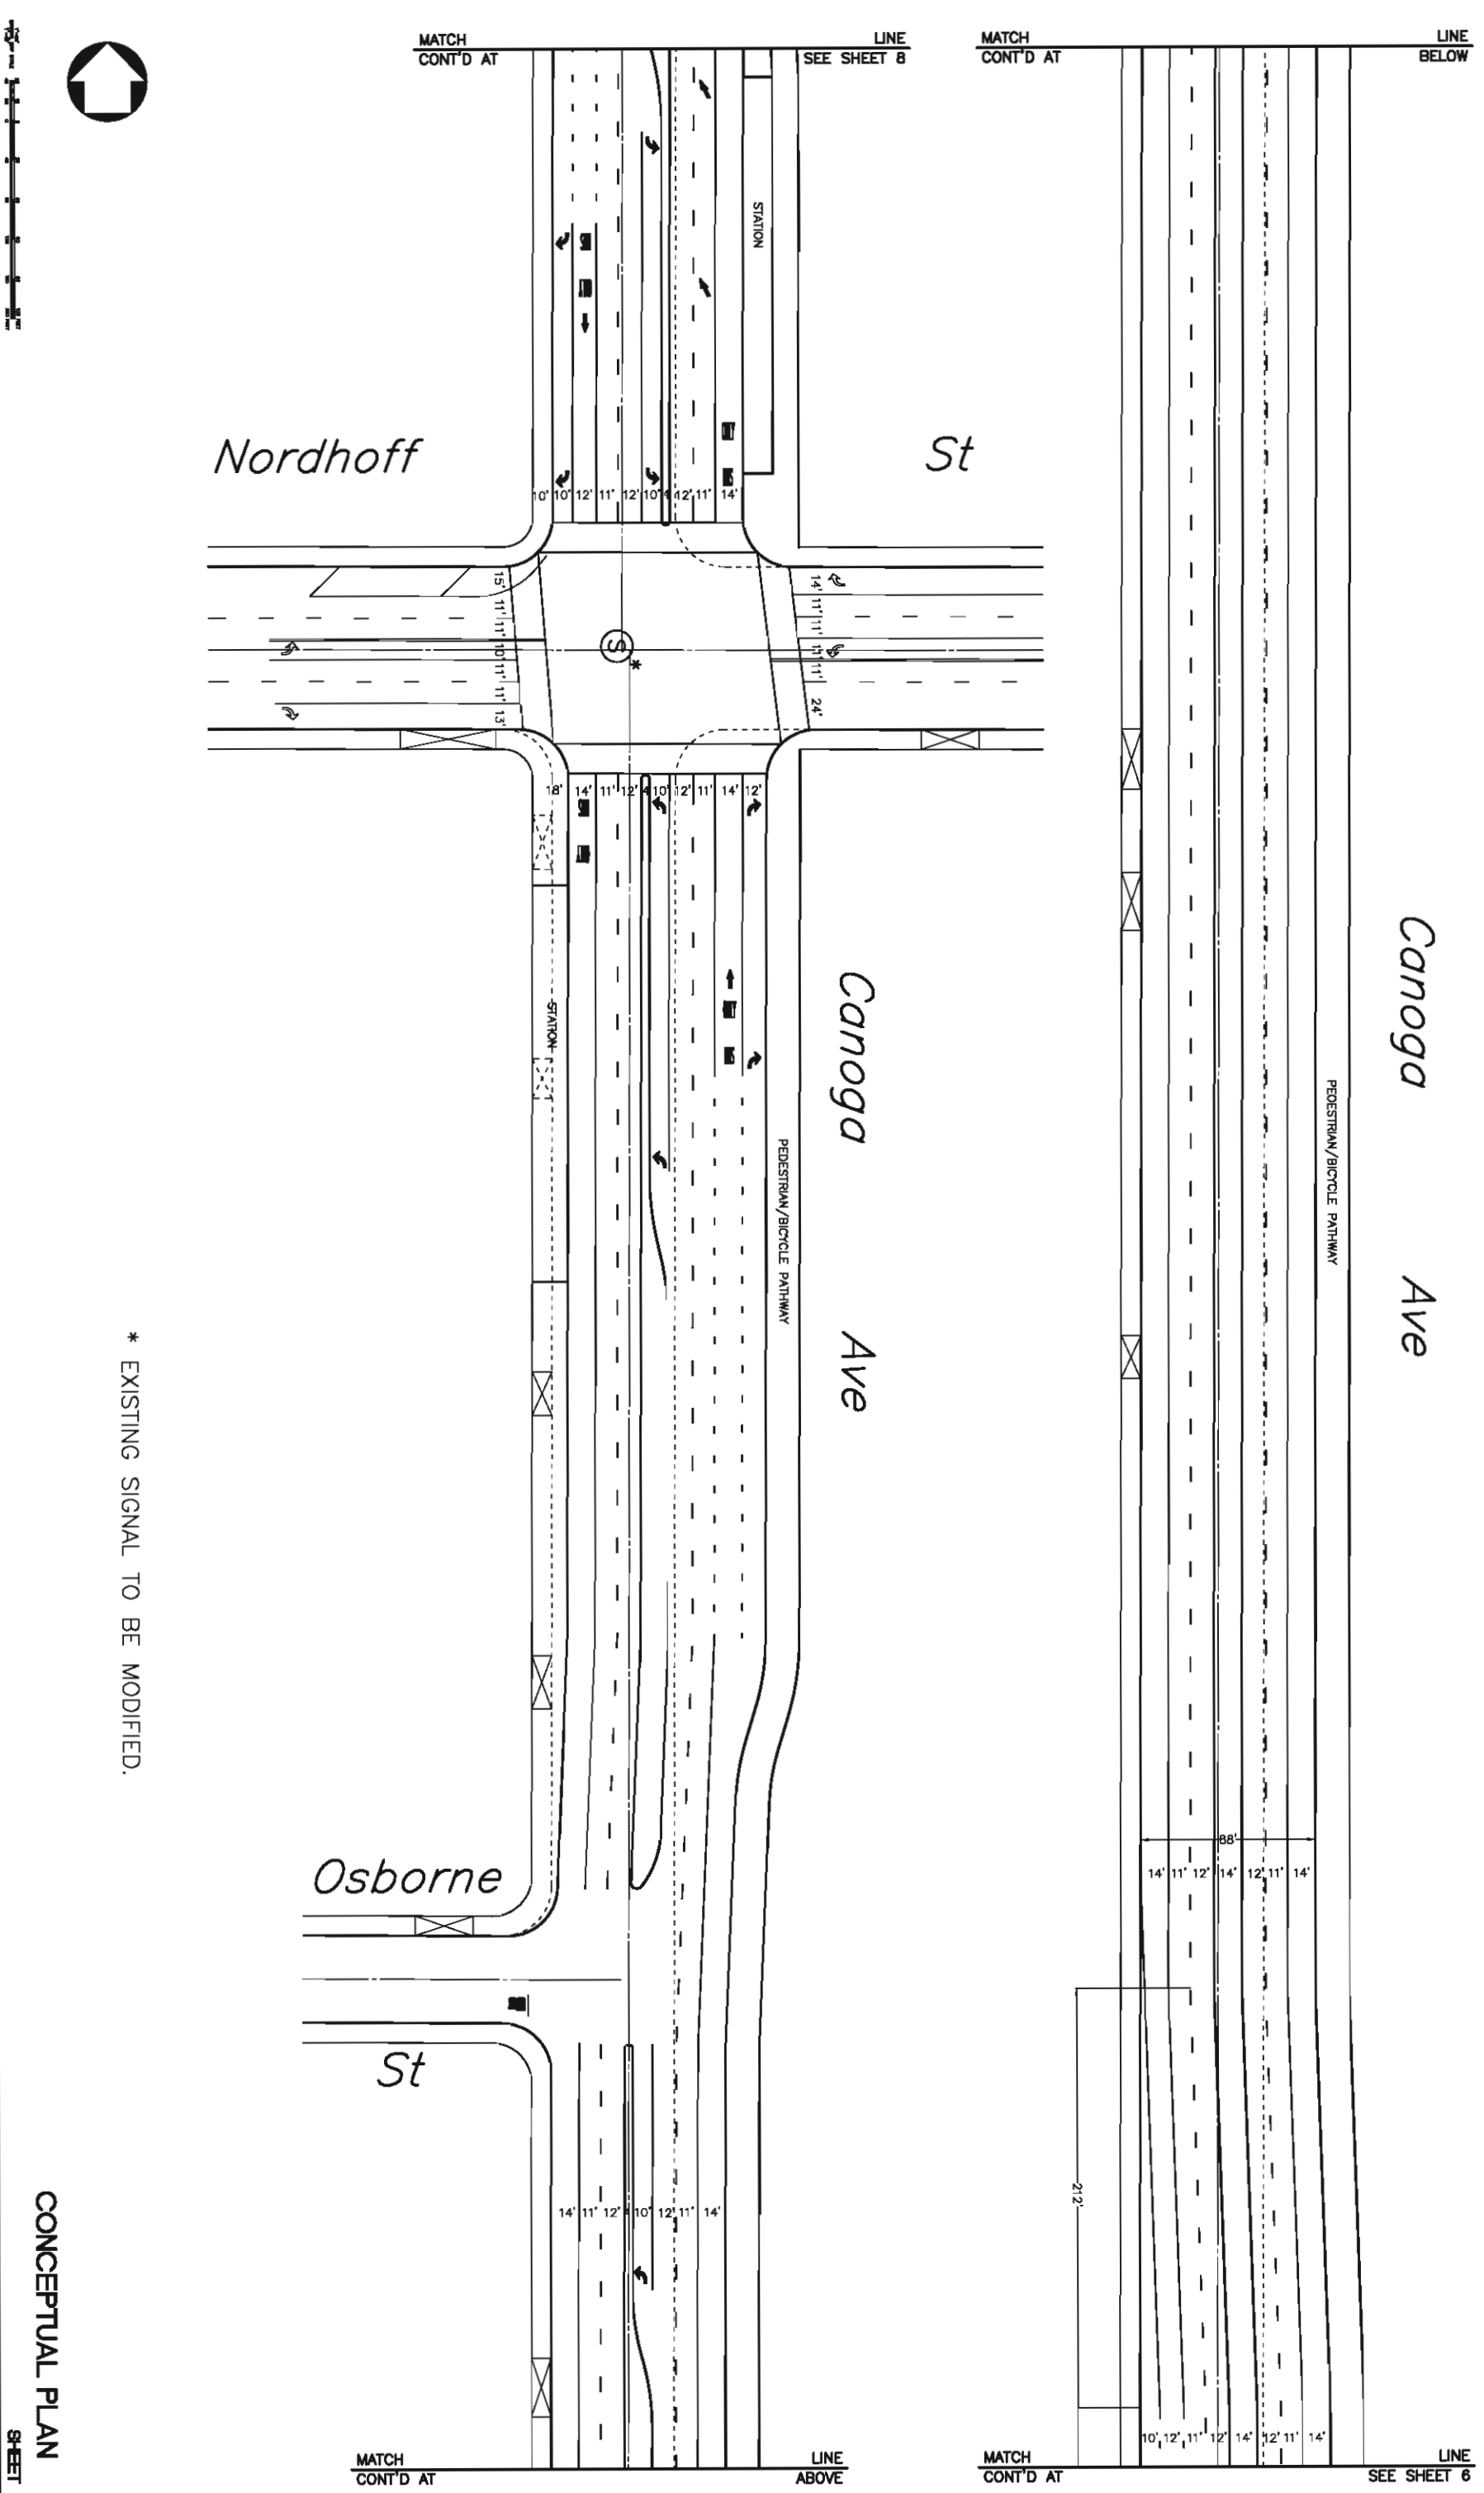 MATCH LINE
CONT'D AT SEE SHEET 8
MATCH LINE
CONT'D AT BELOW
STATION
Nordhoff St
10' 10' 12' 11' 12' 10' 4' 12' 11' 14'
15' 11' 11' 10' 11' 11' 13'
14' 11' 11' 11' 11' 24'
S
*
18' 14' 11' 12' 4' 10' 12' 11' 14' 12'
STATION
Canoga Ave
PEDESTRIAN/BICYCLE PATHWAY
Canoga Ave
PEDESTRIAN/BICYCLE PATHWAY
* EXISTING SIGNAL TO BE MODIFIED.
Osborne St
88'
14' 11' 12' 14' 12' 11' 14'
212'
14' 11' 12' 10' 12' 11' 14'
10' 12' 11' 12' 14' 12' 11' 14'
MATCH LINE
CONT'D AT ABOVE
MATCH LINE
CONT'D AT SEE SHEET 6
CONCEPTUAL PLAN
SHEET